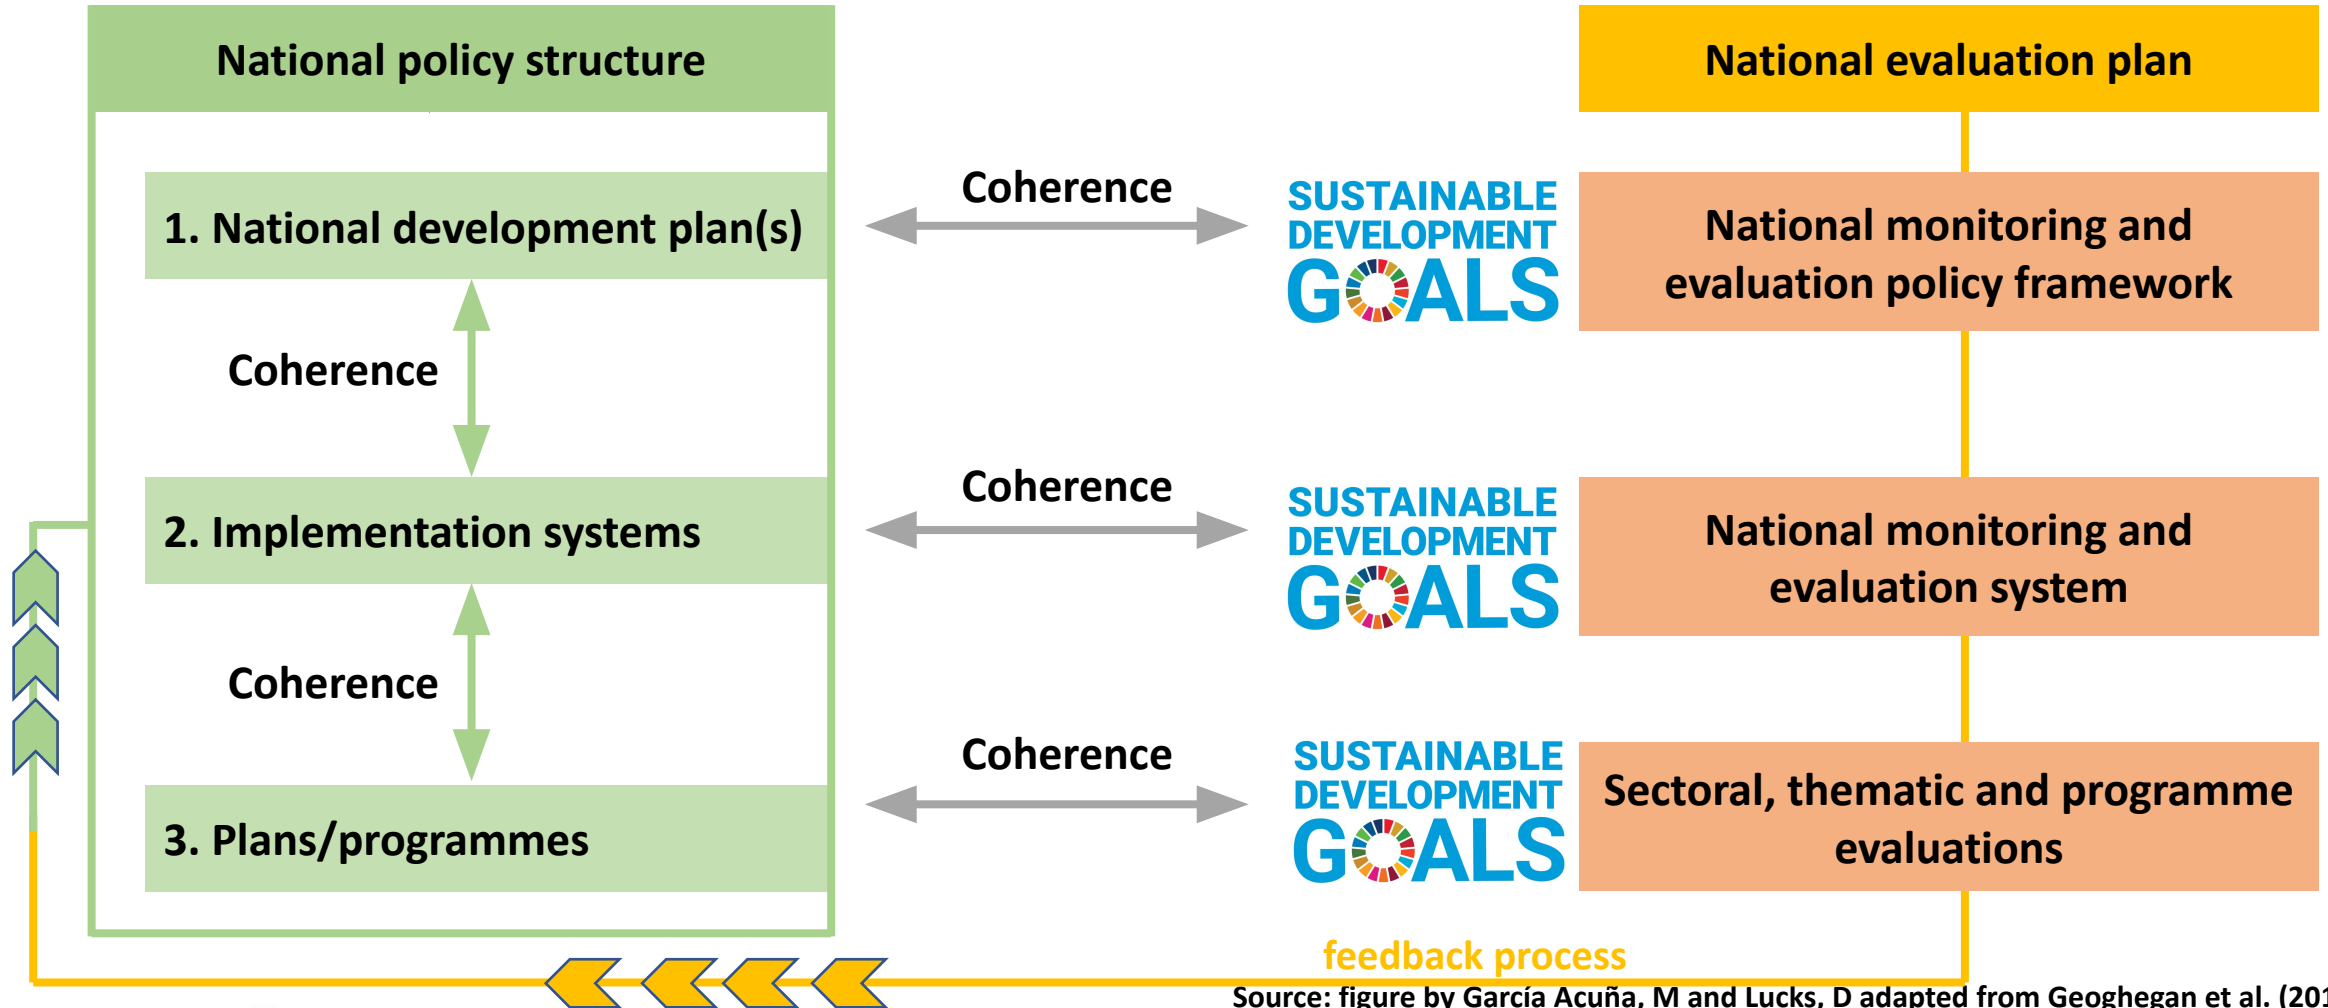 National policy structure
National evaluation plan
1. National development plan(s)
Coherence
SUSTAINABLE
DEVELOPMENT
GOALS
National monitoring and
evaluation policy framework
Coherence
2. Implementation systems
Coherence
SUSTAINABLE
DEVELOPMENT
GOALS
National monitoring and
evaluation system
Coherence
3. Plans/programmes
Coherence
SUSTAINABLE
DEVELOPMENT
GOALS
Sectoral, thematic and programme
evaluations
feedback process
Source: figure by García Acuña, M and Lucks, D adapted from Geoghegan et al. (201